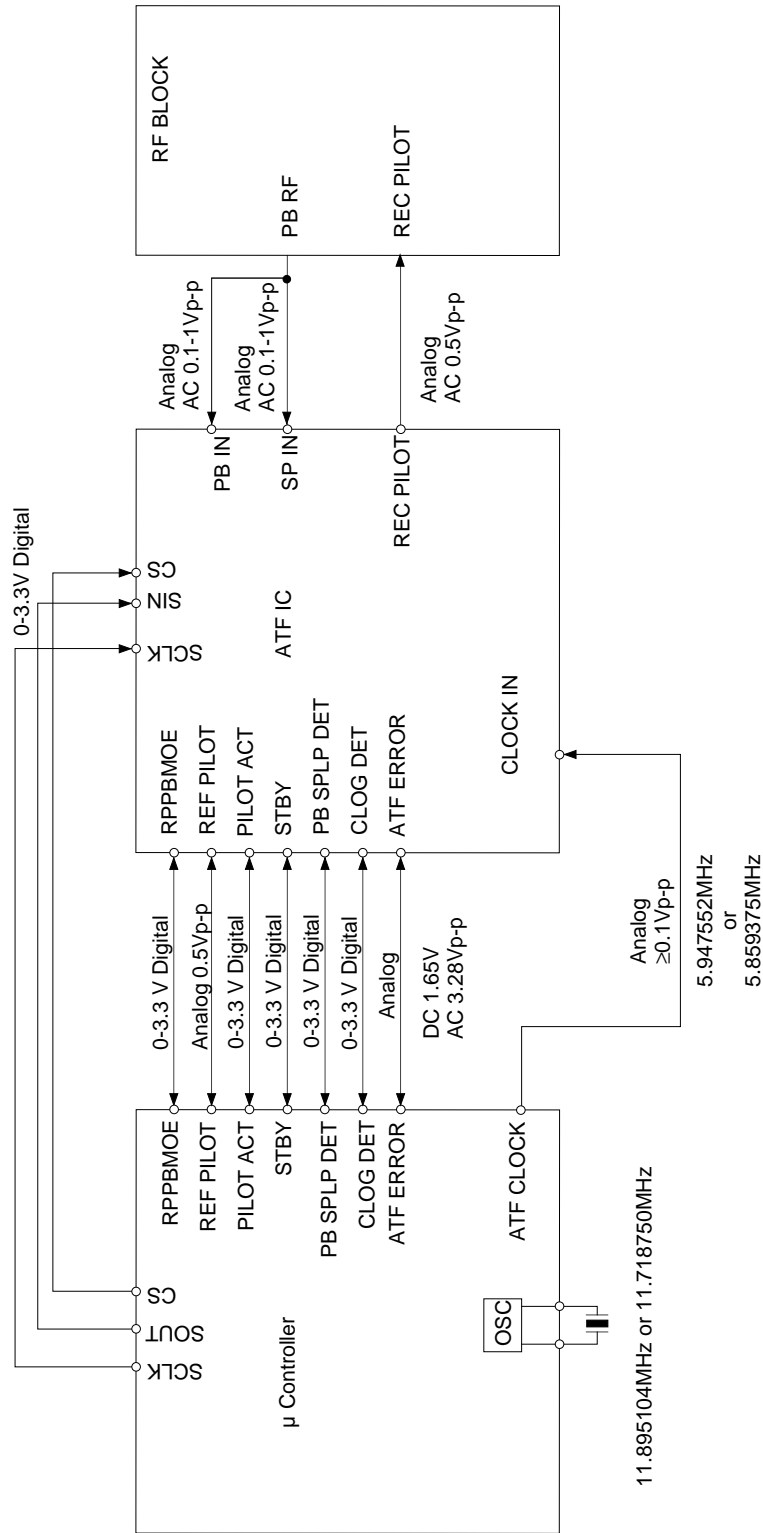 0-3.3V Digital
SCLK
SOUT
CS
µ Controller
RPPBMOE
REF PILOT
PILOT ACT
STBY
PB SPLP DET
CLOG DET
ATF ERROR
ATF CLOCK
OSC
11.895104MHz or 11.718750MHz
0-3.3 V Digital
Analog 0.5Vp-p
0-3.3 V Digital
0-3.3 V Digital
0-3.3 V Digital
0-3.3 V Digital
Analog
DC 1.65V
AC 3.28Vp-p
Analog
≥0.1Vp-p
5.947552MHz
or
5.859375MHz
SCLK
SIN
CS
ATF IC
RPPBMOE
REF PILOT
PILOT ACT
STBY
PB SPLP DET
CLOG DET
ATF ERROR
CLOCK IN
PB IN
SP IN
REC PILOT
Analog
AC 0.1-1Vp-p
Analog
AC 0.1-1Vp-p
Analog
AC 0.5Vp-p
RF BLOCK
PB RF
REC PILOT